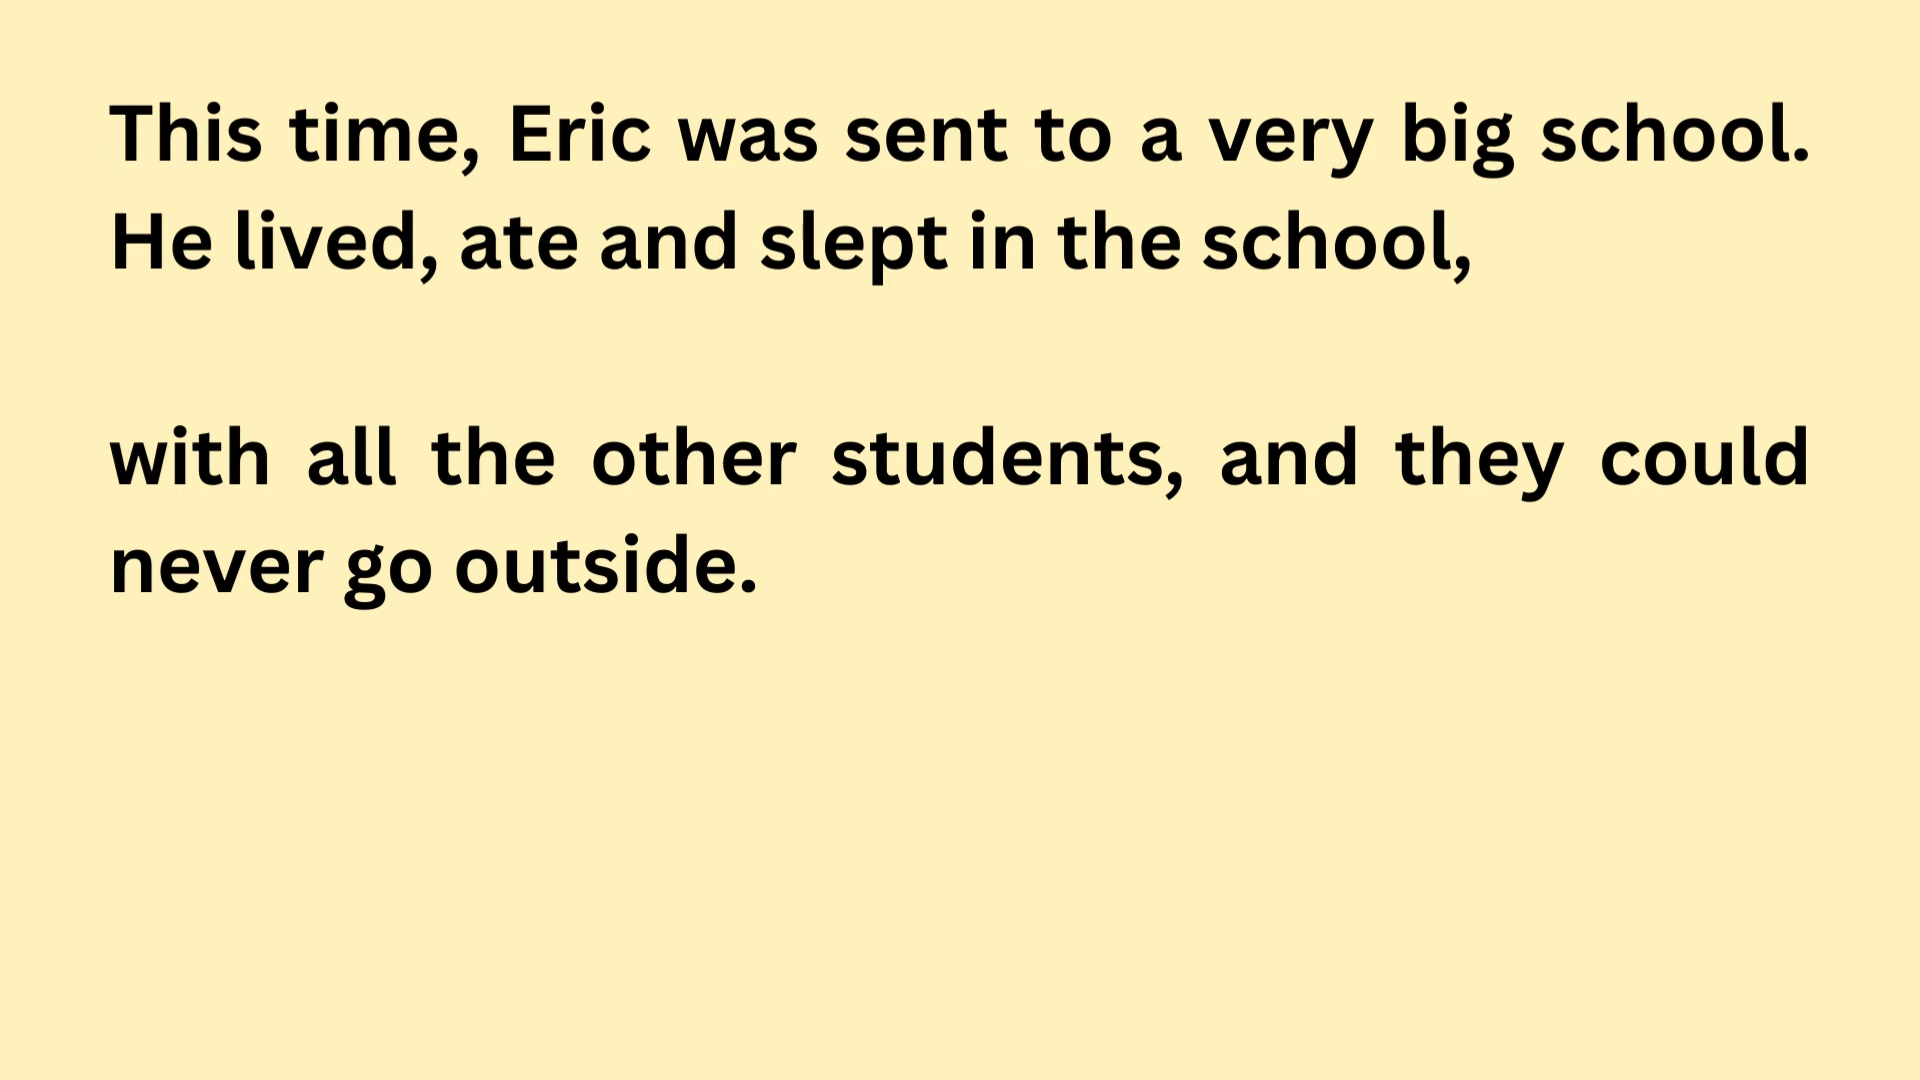 This time, Eric was sent to a very big school.
He lived, ate and slept in the school,
with all the other students, and they could
never go outside.